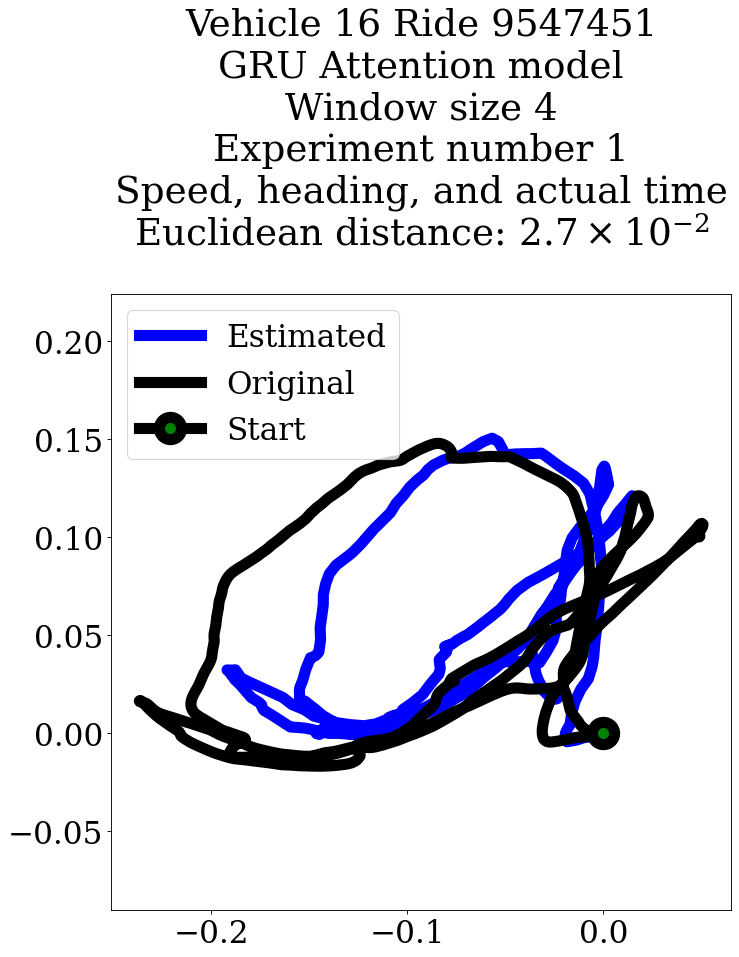 Vehicle 16 Ride 9547451
GRU Attention model
Window size 4
Experiment number 1
Speed, heading, and actual time
Euclidean distance: 2.7 × 10⁻²
Estimated
Original
Start
0.20
0.15
0.10
0.05
0.00
−0.05
−0.2
−0.1
0.0